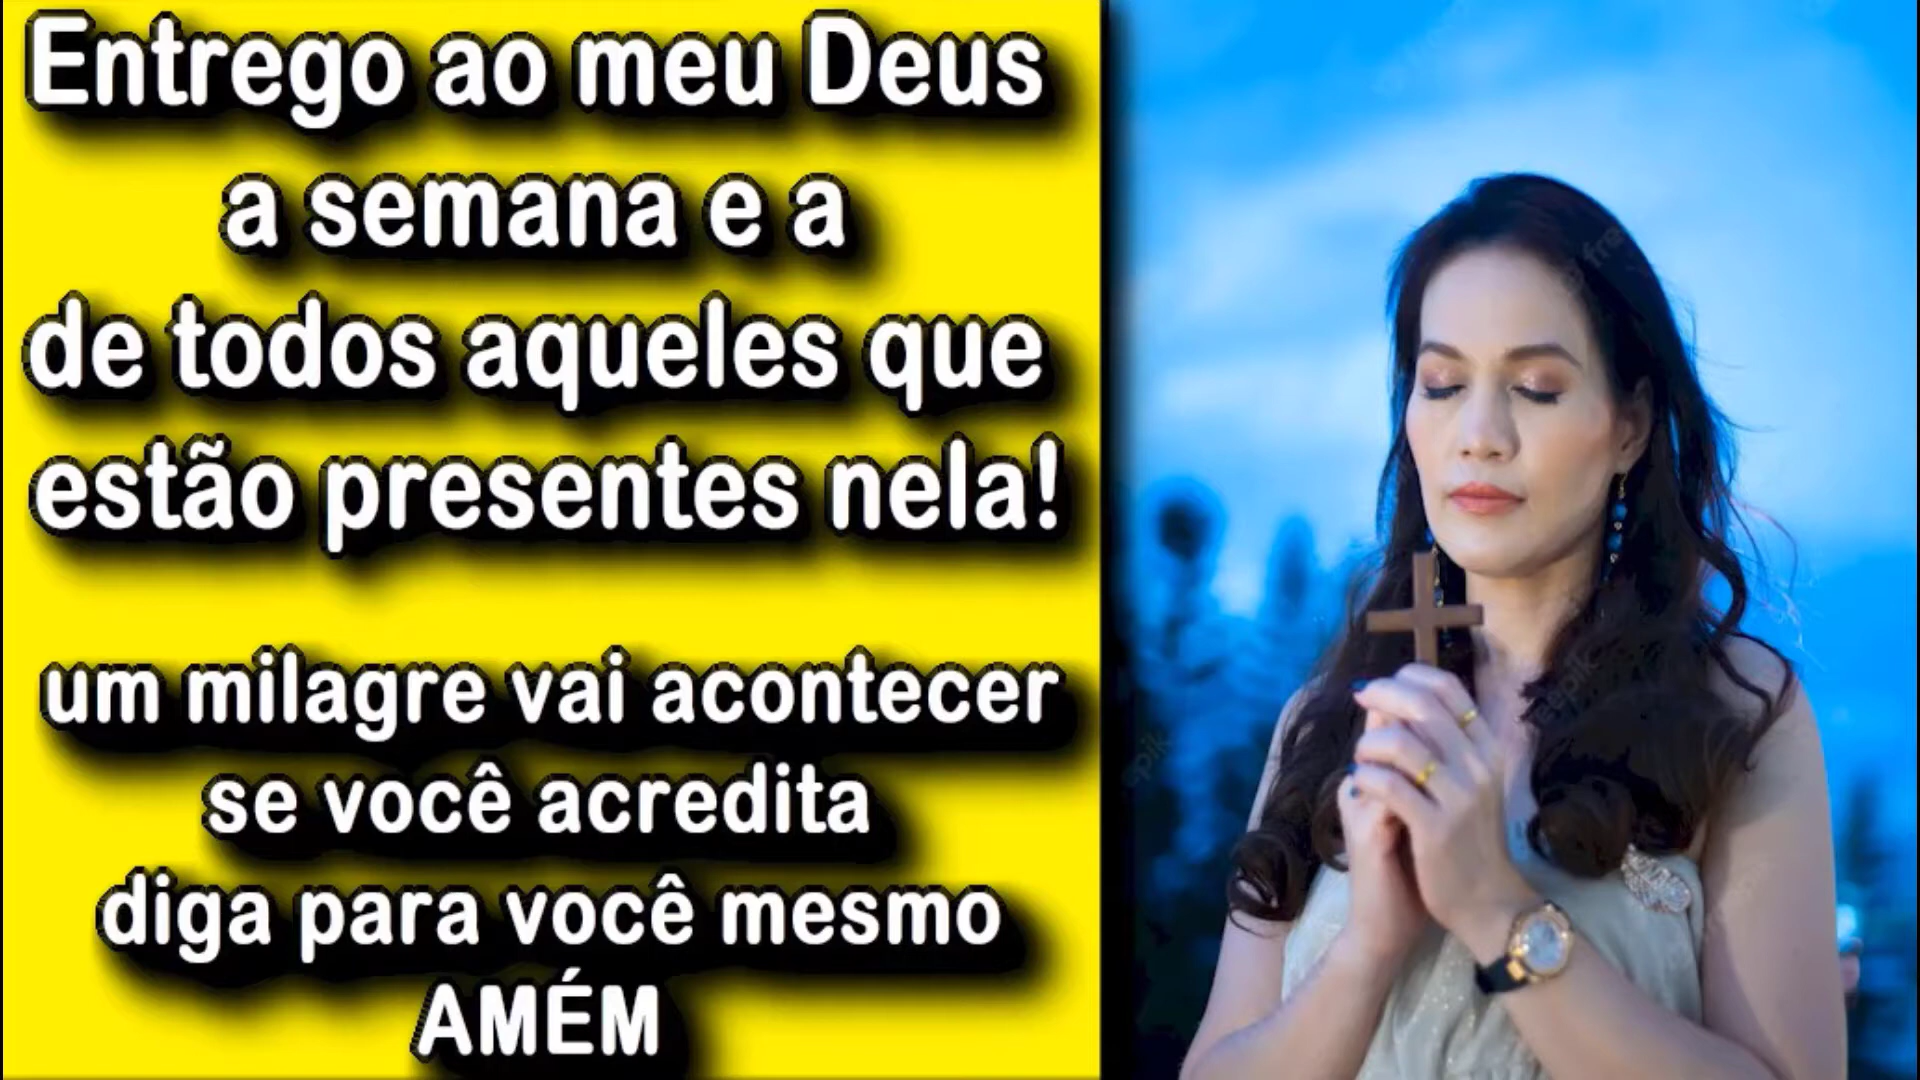 Entrego ao meu Deus
a semana e a
de todos aqueles que
estão presentes nela!
um milagre vai acontecer
se você acredita
diga para você mesmo
AMÉM